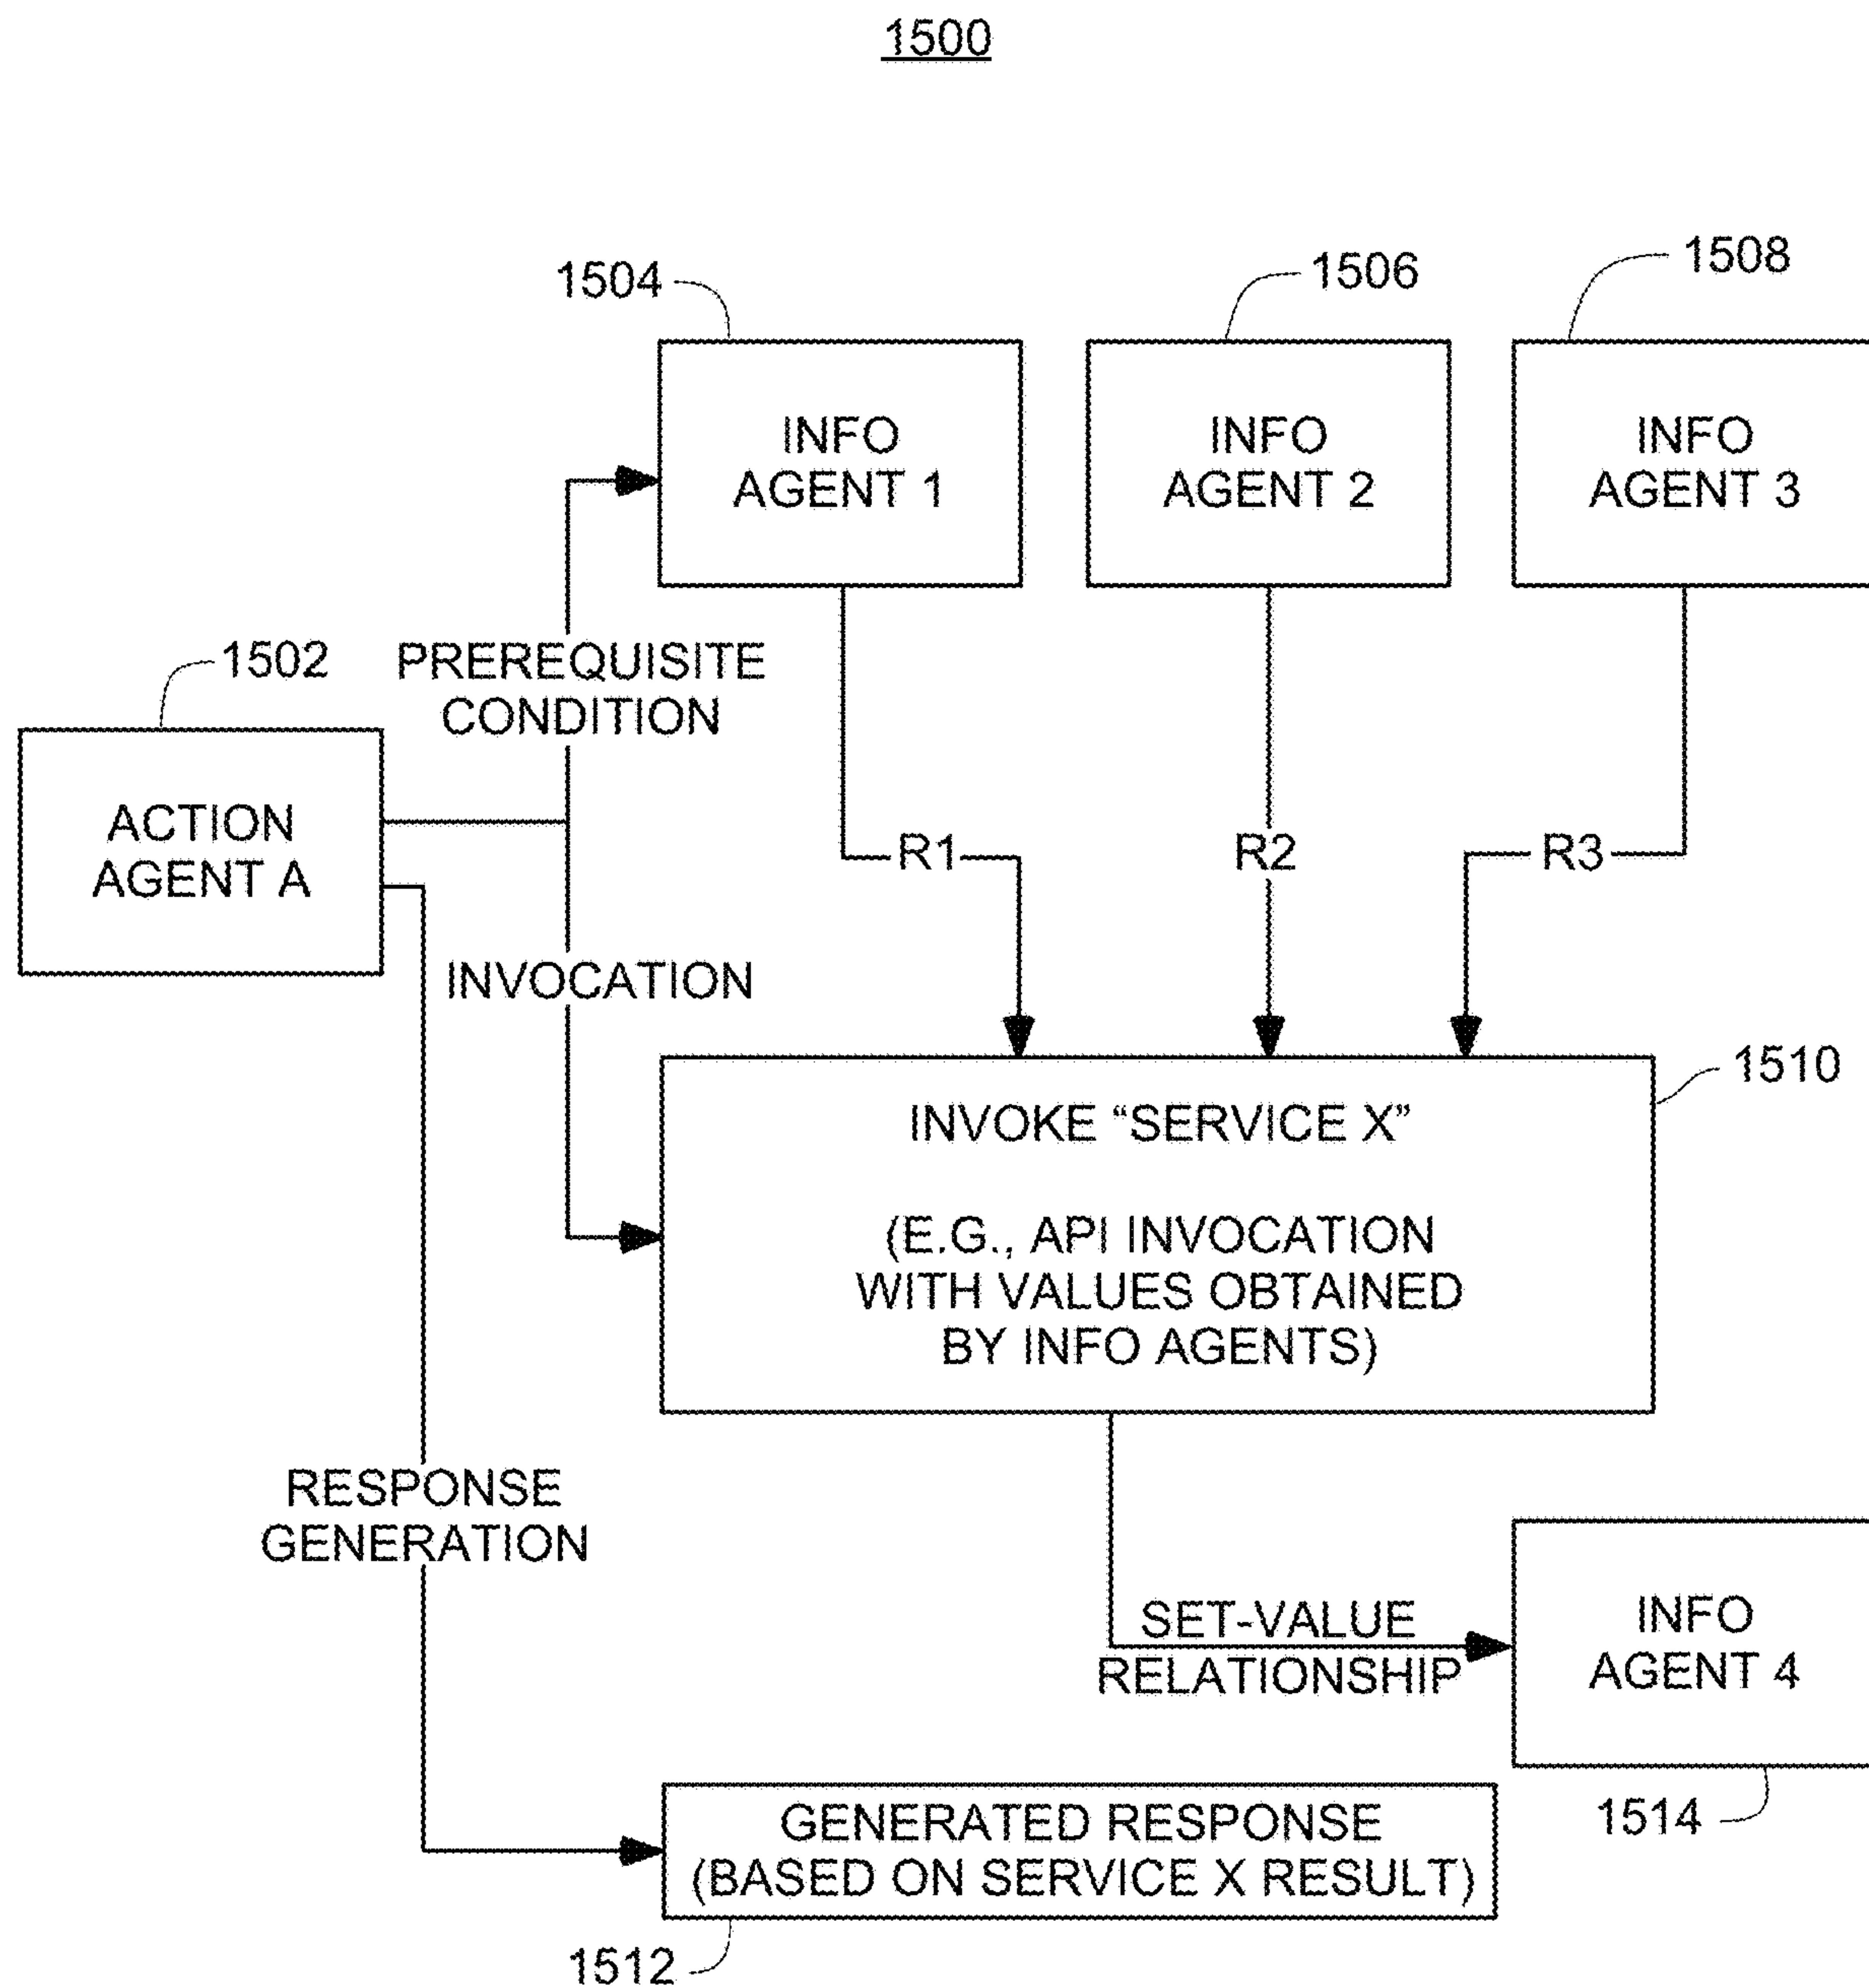 1500
1504
1506
1508
INFO
AGENT 1
INFO
AGENT 2
INFO
AGENT 3
1502
PREREQUISITE
CONDITION
ACTION
AGENT A
R1
R2
R3
INVOCATION
1510
INVOKE “SERVICE X”
(E.G., API INVOCATION
WITH VALUES OBTAINED
BY INFO AGENTS)
RESPONSE
GENERATION
SET-VALUE
RELATIONSHIP
INFO
AGENT 4
1514
GENERATED RESPONSE
(BASED ON SERVICE X RESULT)
1512